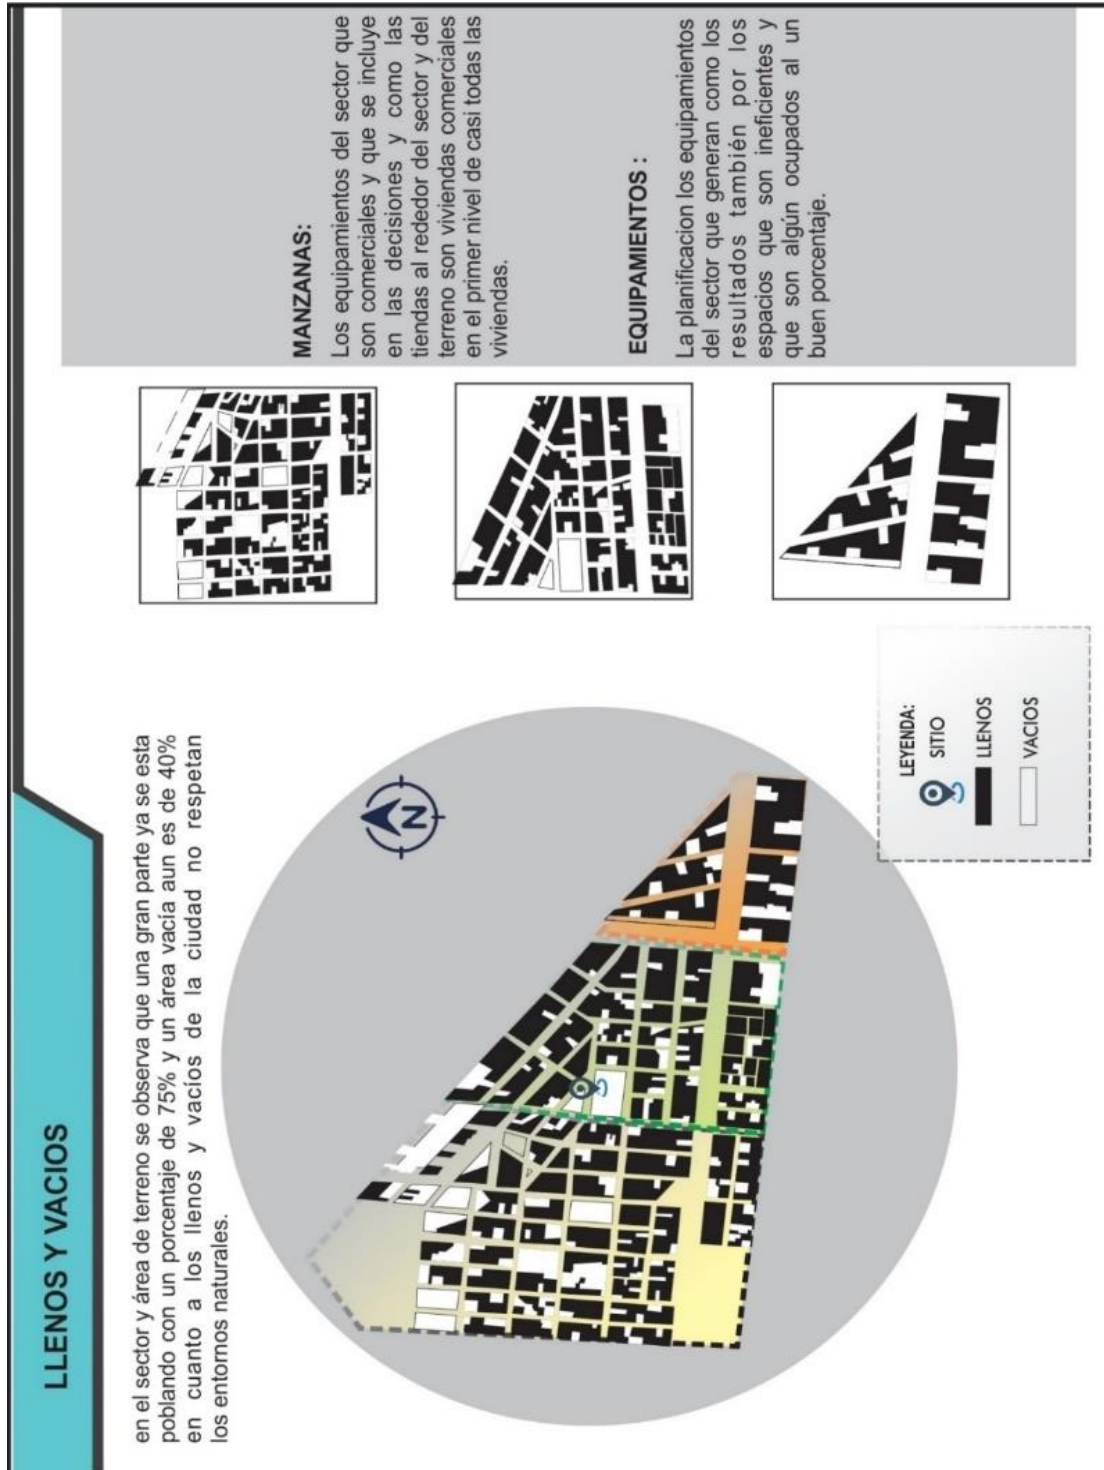 LLENOS Y VACIOS
en el sector y área de terreno se observa que una gran parte ya se esta
poblando con un porcentaje de 75% y un área vacía aun es de 40%
en cuanto a los llenos y vacíos de la ciudad no respetan
los entornos naturales.
N
LEYENDA:
SITIO
LLENOS
VACIOS
MANZANAS:
Los equipamientos del sector que
son comerciales y que se incluye
en las decisiones y como las
tiendas al rededor del sector y del
terreno son viviendas comerciales
en el primer nivel de casi todas las
viviendas.
EQUIPAMIENTOS :
La planificacion los equipamientos
del sector que generan como los
resultados también por los
espacios que son ineficientes y
que son algún ocupados al un
buen porcentaje.